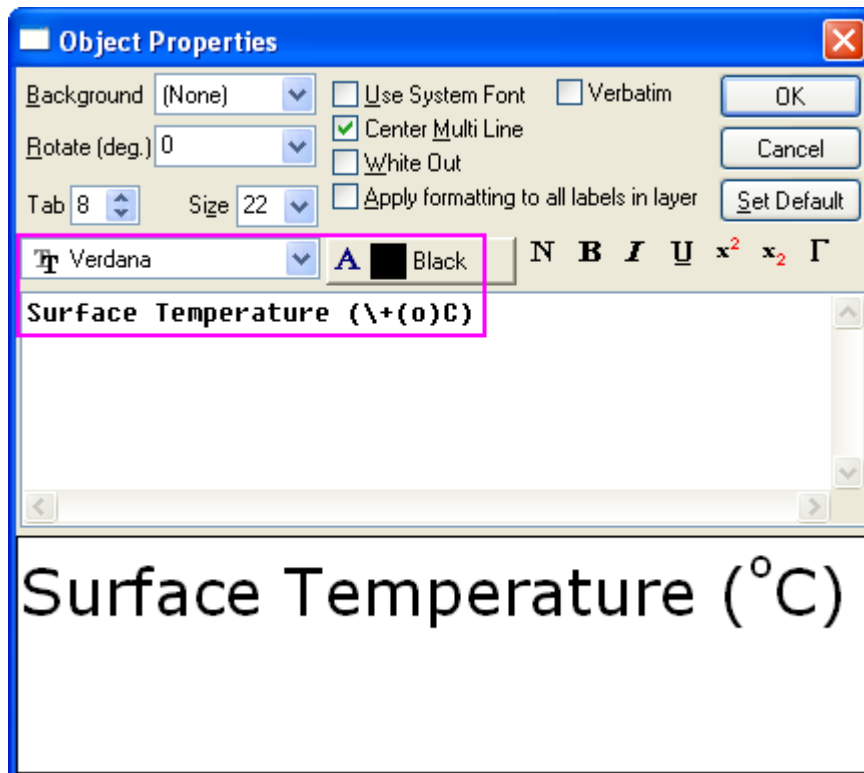 Object Properties
Background (None) Use System Font Verbatim OK
Rotate (deg.) 0 Center Multi Line Cancel
White Out
Tab 8 Size 22 Apply formatting to all labels in layer Set Default
Verdana A Black N B I U x² x₂ Γ
Surface Temperature (\+(o)C)
Surface Temperature (ᵒC)